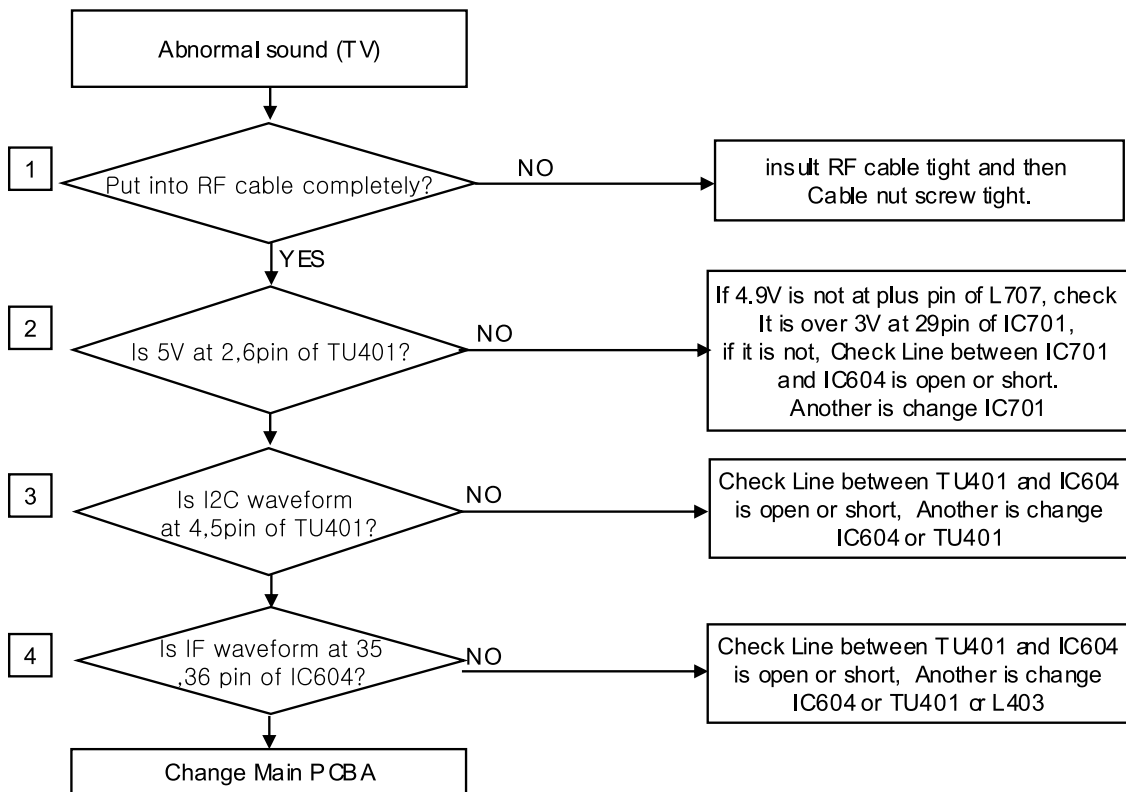 Abnormal sound (TV)
1
Put into RF cable completely?
NO
insult RF cable tight and then
Cable nut screw tight.
YES
2
Is 5V at 2,6pin of TU401?
NO
If 4.9V is not at plus pin of L707, check
It is over 3V at 29pin of IC701,
if it is not, Check Line between IC701
and IC604 is open or short.
Another is change IC701
3
Is I2C waveform
at 4,5pin of TU401?
NO
Check Line between TU401 and IC604
is open or short, Another is change
IC604 or TU401
4
Is IF waveform at 35
,36 pin of IC604?
NO
Check Line between TU401 and IC604
is open or short, Another is change
IC604 or TU401 or L403
Change Main PCBA